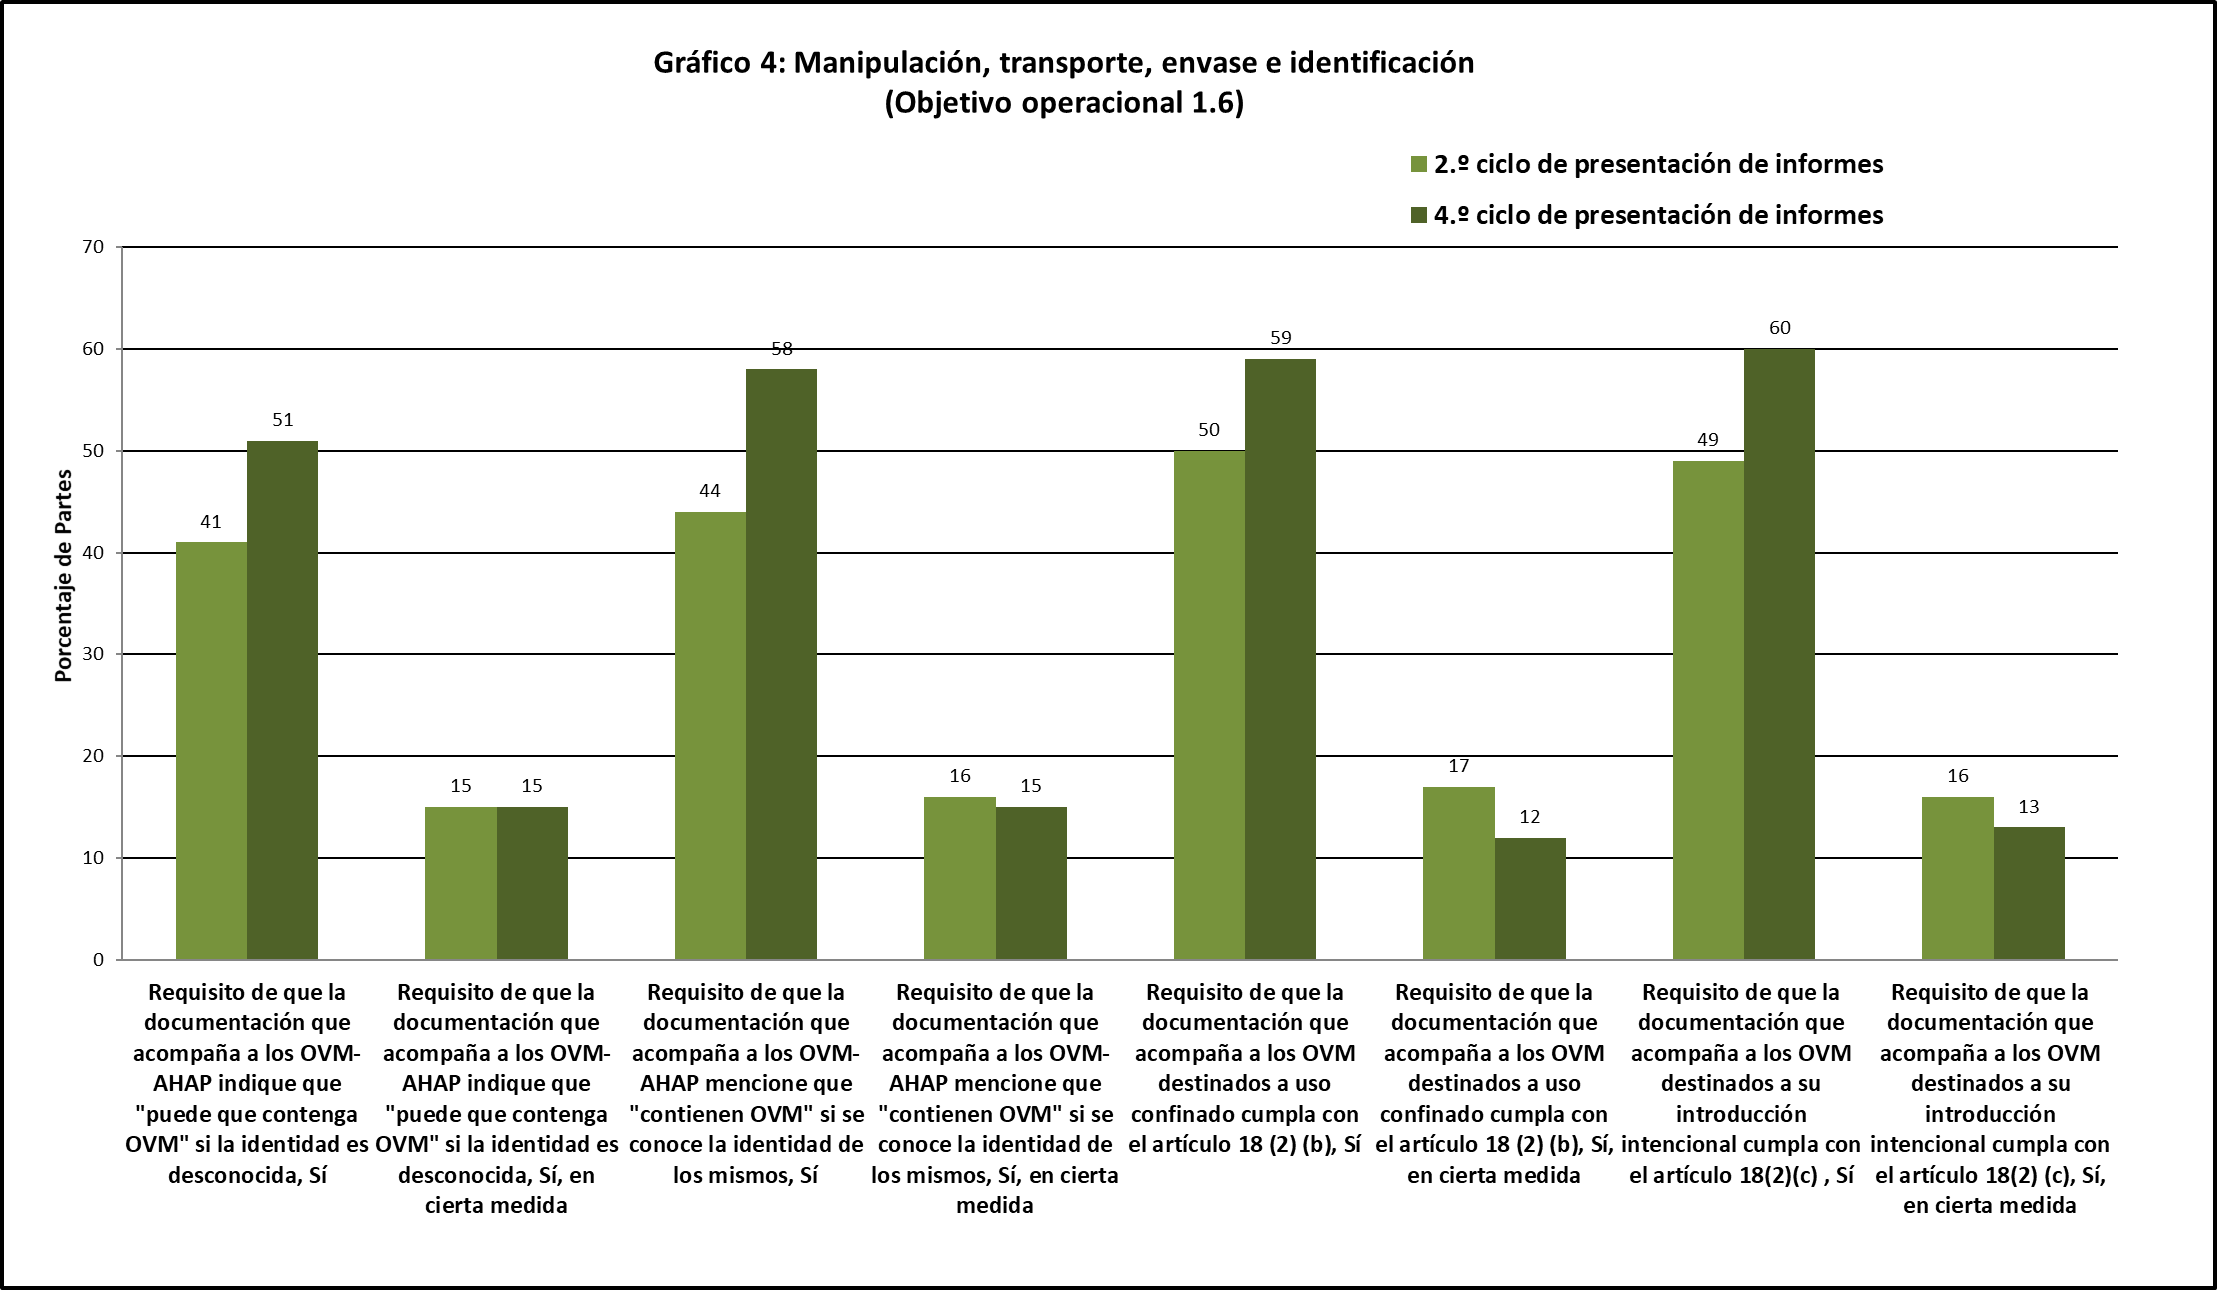 Gráfico 4: Manipulación, transporte, envase e identificación
(Objetivo operacional 1.6)
2.º ciclo de presentación de informes
4.º ciclo de presentación de informes
Porcentaje de Partes
70
60
50
40
30
20
10
0
41
51
15
15
44
58
16
15
50
59
17
12
49
60
16
13
Requisito de que la
documentación que
acompaña a los OVM-
AHAP indique que
"puede que contenga
OVM" si la identidad es
desconocida, Sí
Requisito de que la
documentación que
acompaña a los OVM-
AHAP indique que
"puede que contenga
OVM" si la identidad es
desconocida, Sí, en
cierta medida
Requisito de que la
documentación que
acompaña a los OVM-
AHAP mencione que
"contienen OVM" si se
conoce la identidad de
los mismos, Sí
Requisito de que la
documentación que
acompaña a los OVM-
AHAP mencione que
"contienen OVM" si se
conoce la identidad de
los mismos, Sí, en cierta
medida
Requisito de que la
documentación que
acompaña a los OVM
destinados a uso
confinado cumpla con
el artículo 18 (2) (b), Sí
Requisito de que la
documentación que
acompaña a los OVM
destinados a uso
confinado cumpla con
el artículo 18 (2) (b), Sí,
en cierta medida
Requisito de que la
documentación que
acompaña a los OVM
destinados a su
introducción
intencional cumpla con
el artículo 18(2)(c) , Sí
Requisito de que la
documentación que
acompaña a los OVM
destinados a su
introducción
intencional cumpla con
el artículo 18(2) (c), Sí,
en cierta medida